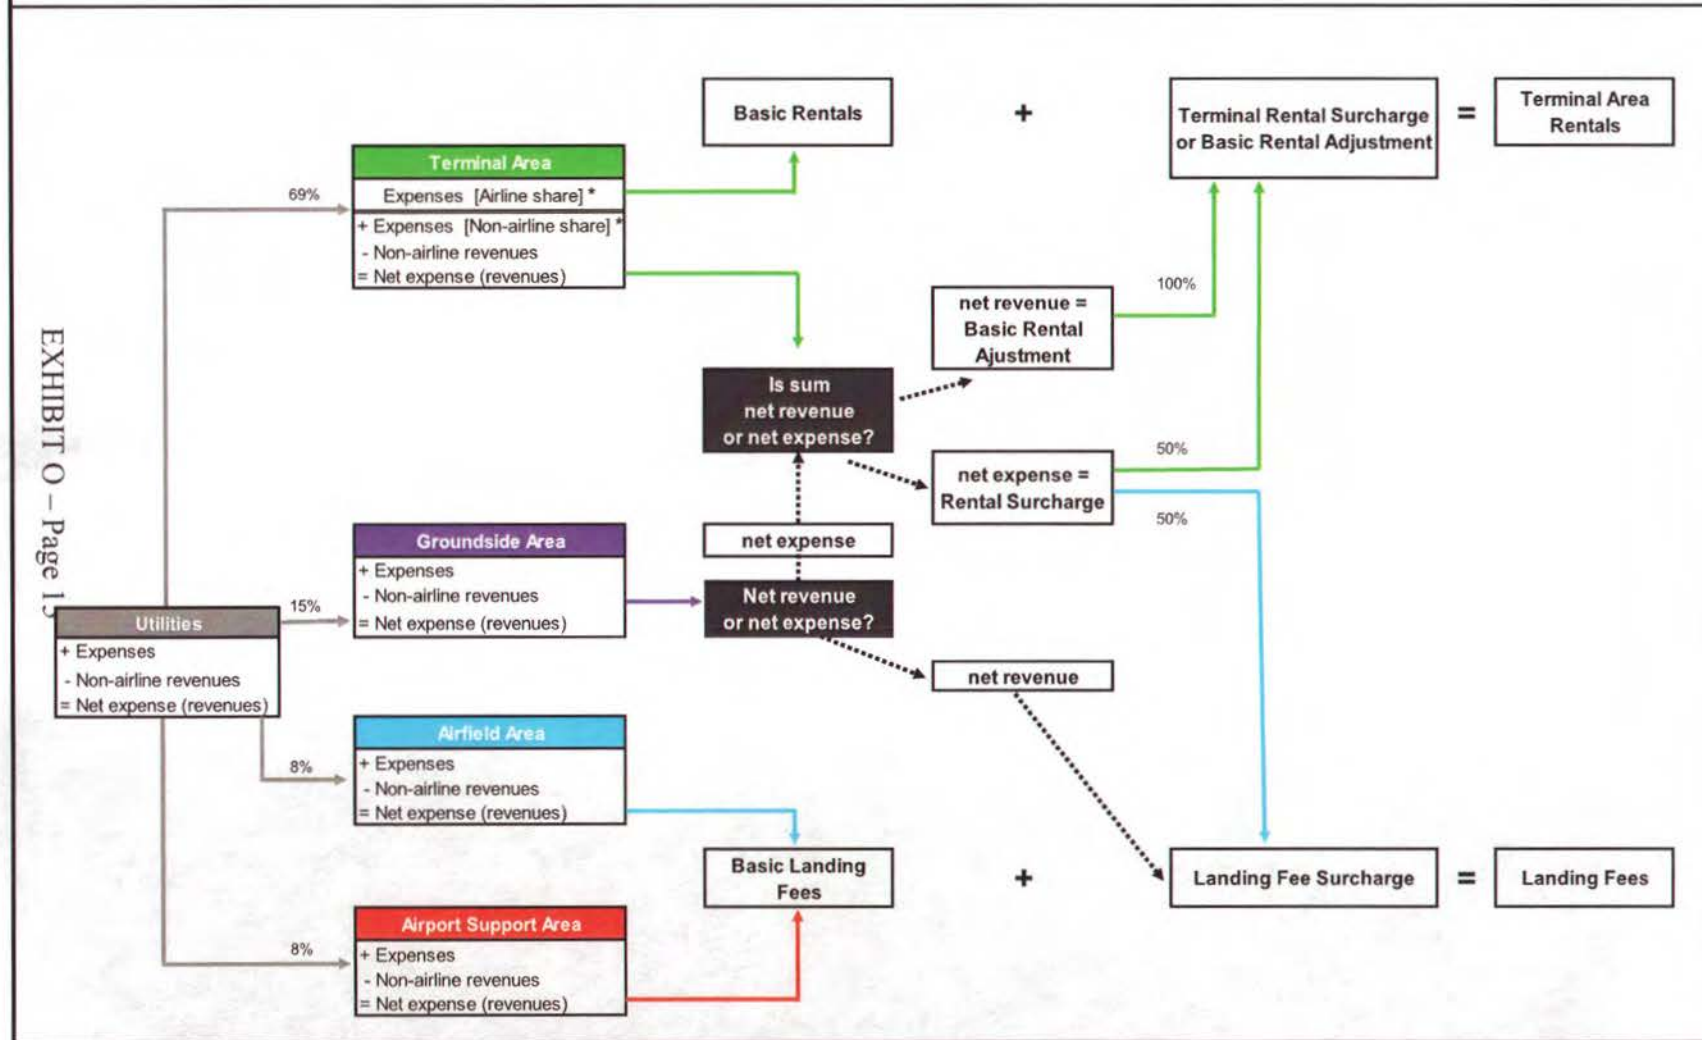 Basic Rentals
+
Terminal Rental Surcharge
or Basic Rental Adjustment
=
Terminal Area
Rentals
Terminal Area
69%
Expenses [Airline share] *
+ Expenses [Non-airline share] *
- Non-airline revenues
= Net expense (revenues)
100%
net revenue =
Basic Rental
Ajustment
Is sum
net revenue
or net expense?
50%
net expense =
Rental Surcharge
50%
EXHIBIT O – Page
Groundside Area
+ Expenses
- Non-airline revenues
= Net expense (revenues)
net expense
Net revenue
or net expense?
15%
Utilities
+ Expenses
- Non-airline revenues
= Net expense (revenues)
net revenue
Airfield Area
8%
+ Expenses
- Non-airline revenues
= Net expense (revenues)
Basic Landing
Fees
+
Landing Fee Surcharge
=
Landing Fees
Airport Support Area
8%
+ Expenses
- Non-airline revenues
= Net expense (revenues)